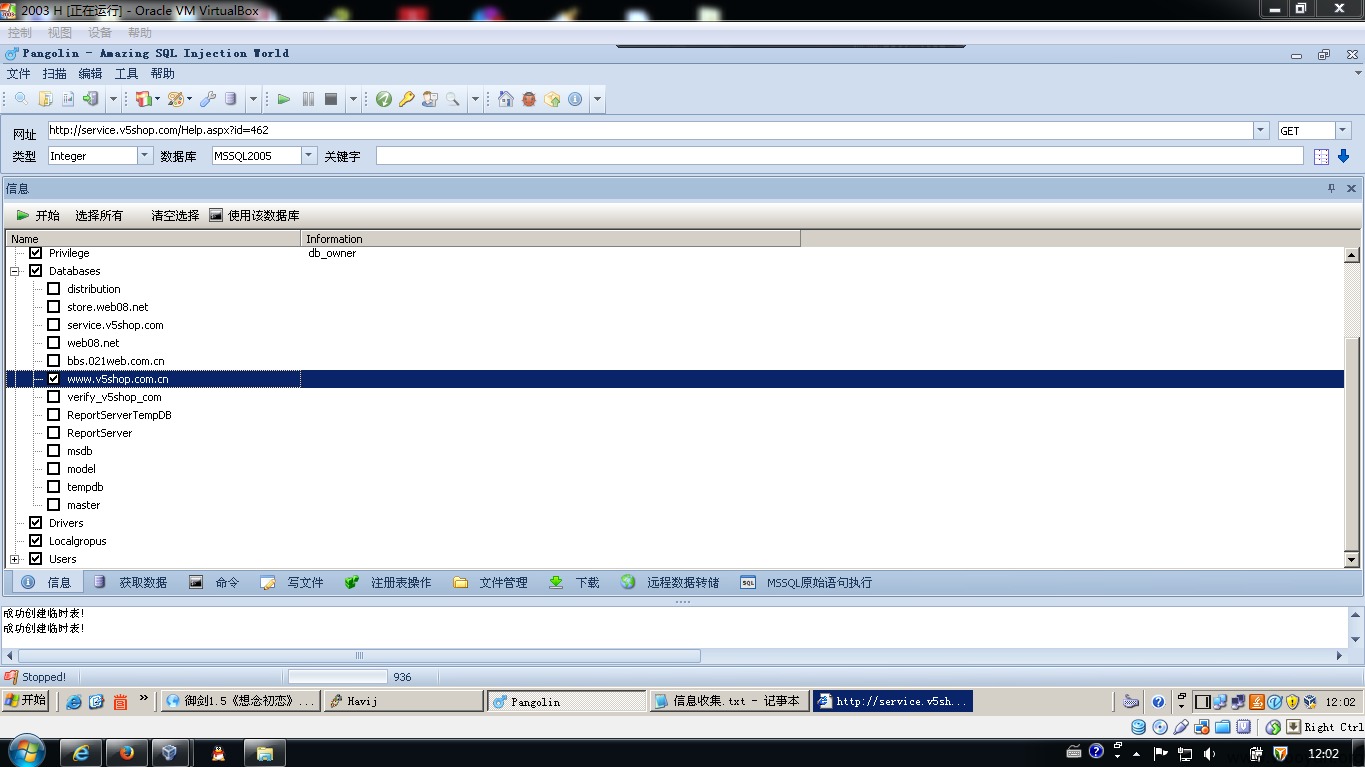 2003 H [正在运行] - Oracle VM VirtualBox
控制 视图 设备 帮助
Pangolin - Amazing SQL Injection World
文件 扫描 编辑 工具 帮助
网址 http://service.v5shop.com/Help.aspx?id=462 GET
类型 Integer 数据库 MSSQL2005 关键字
信息
开始 选择所有 清空选择 使用该数据库
Name Information
Privilege db_owner
Databases
distribution
store.web08.net
service.v5shop.com
web08.net
bbs.021web.com.cn
www.v5shop.com.cn
verify_v5shop_com
ReportServerTempDB
ReportServer
msdb
model
tempdb
master
Drivers
Localgropus
Users
信息 获取数据 命令 写文件 注册表操作 文件管理 下载 远程数据转储 SQL MSSQL原始语句执行
成功创建临时表!
成功创建临时表!
Stopped! 936
开始 » 御剑1.5《想念初恋》... Havij Pangolin 信息收集.txt - 记事本 http://service.v5sh... 12:02
Right Ctrl
12:02